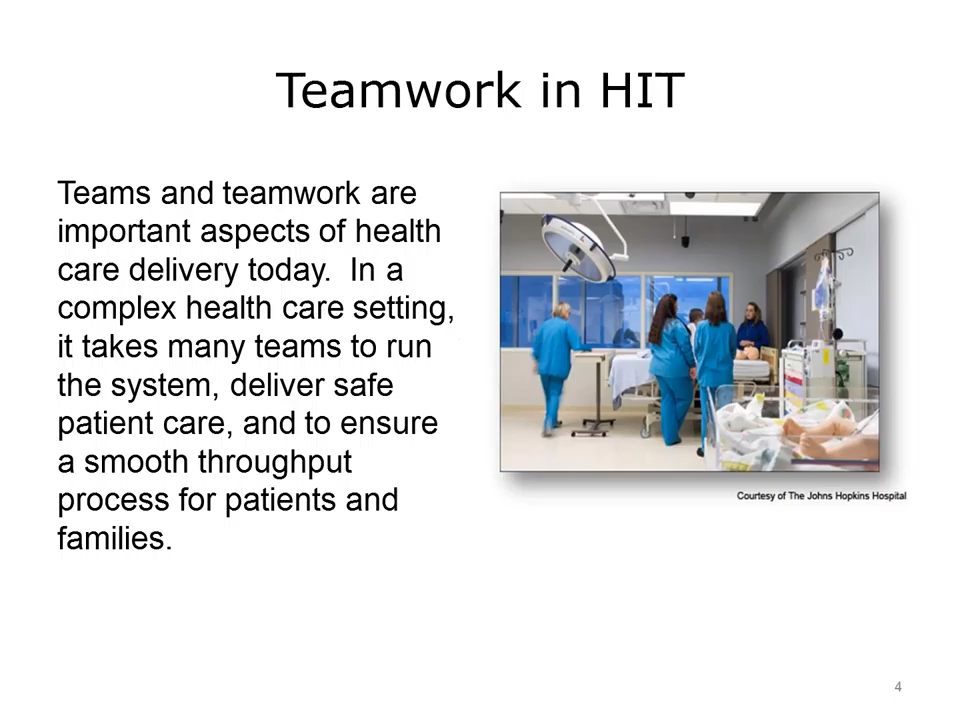 Teamwork in HIT
Teams and teamwork are
important aspects of health
care delivery today.  In a
complex health care setting,
it takes many teams to run
the system, deliver safe
patient care, and to ensure
a smooth throughput
process for patients and
families.
Courtesy of The Johns Hopkins Hospital
4